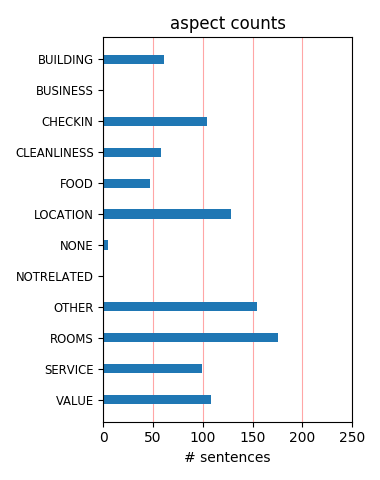 aspect counts
BUILDING
BUSINESS
CHECKIN
CLEANLINESS
FOOD
LOCATION
NONE
NOTRELATED
OTHER
ROOMS
SERVICE
VALUE
0 50 100 150 200 250
# sentences